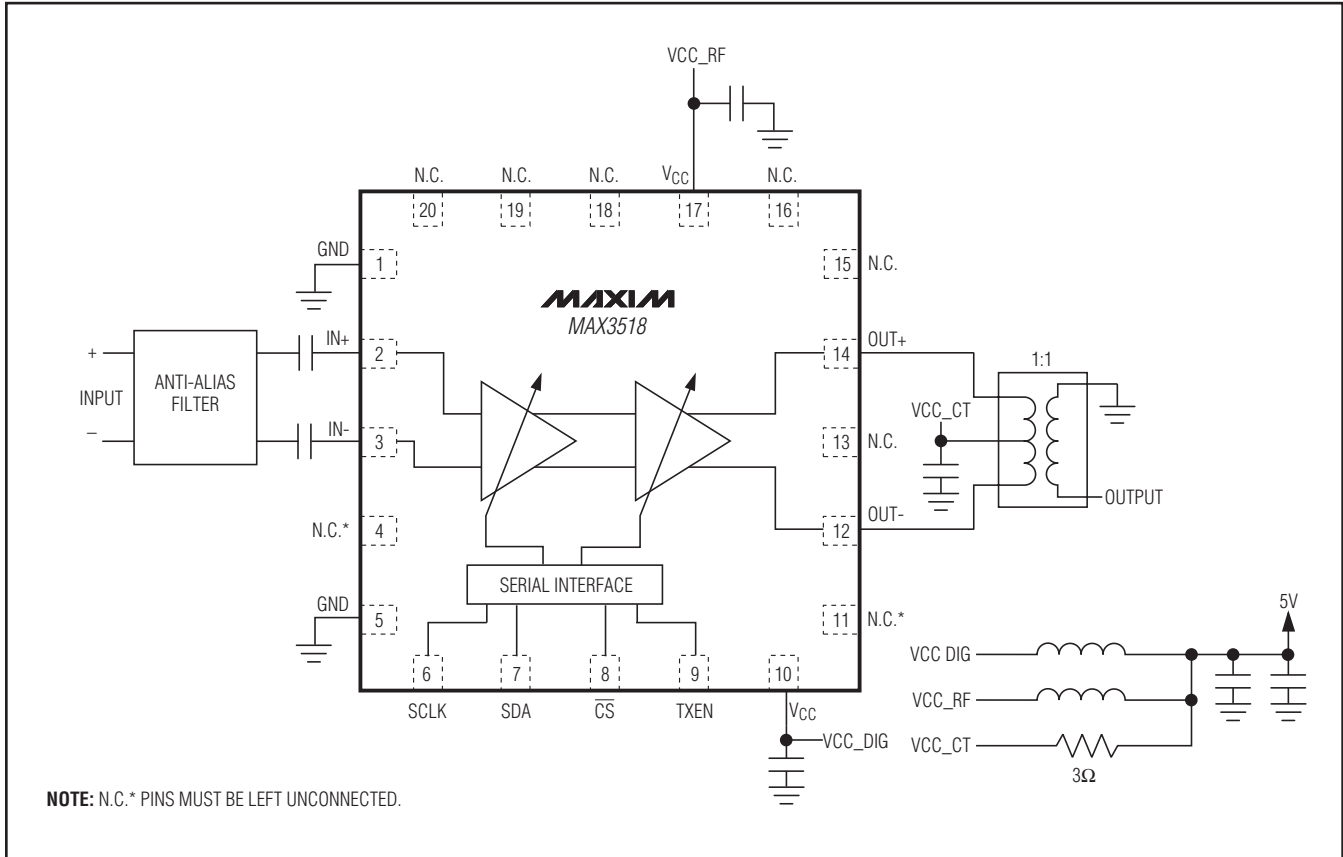 VCC_RF
N.C.
N.C.
N.C.
VCC
N.C.
20
19
18
17
16
GND
1
15
N.C.
MAXIM
MAX3518
IN+
2
14
OUT+
1:1
+
INPUT
−
ANTI-ALIAS
FILTER
VCC_CT
IN-
3
13
N.C.
OUTPUT
N.C.*
4
12
OUT-
SERIAL INTERFACE
GND
5
11
N.C.*
5V
6
7
8
9
10
VCC DIG
SCLK
SDA
CS
TXEN
VCC
VCC_RF
VCC_DIG
VCC_CT
3Ω
NOTE: N.C.* PINS MUST BE LEFT UNCONNECTED.